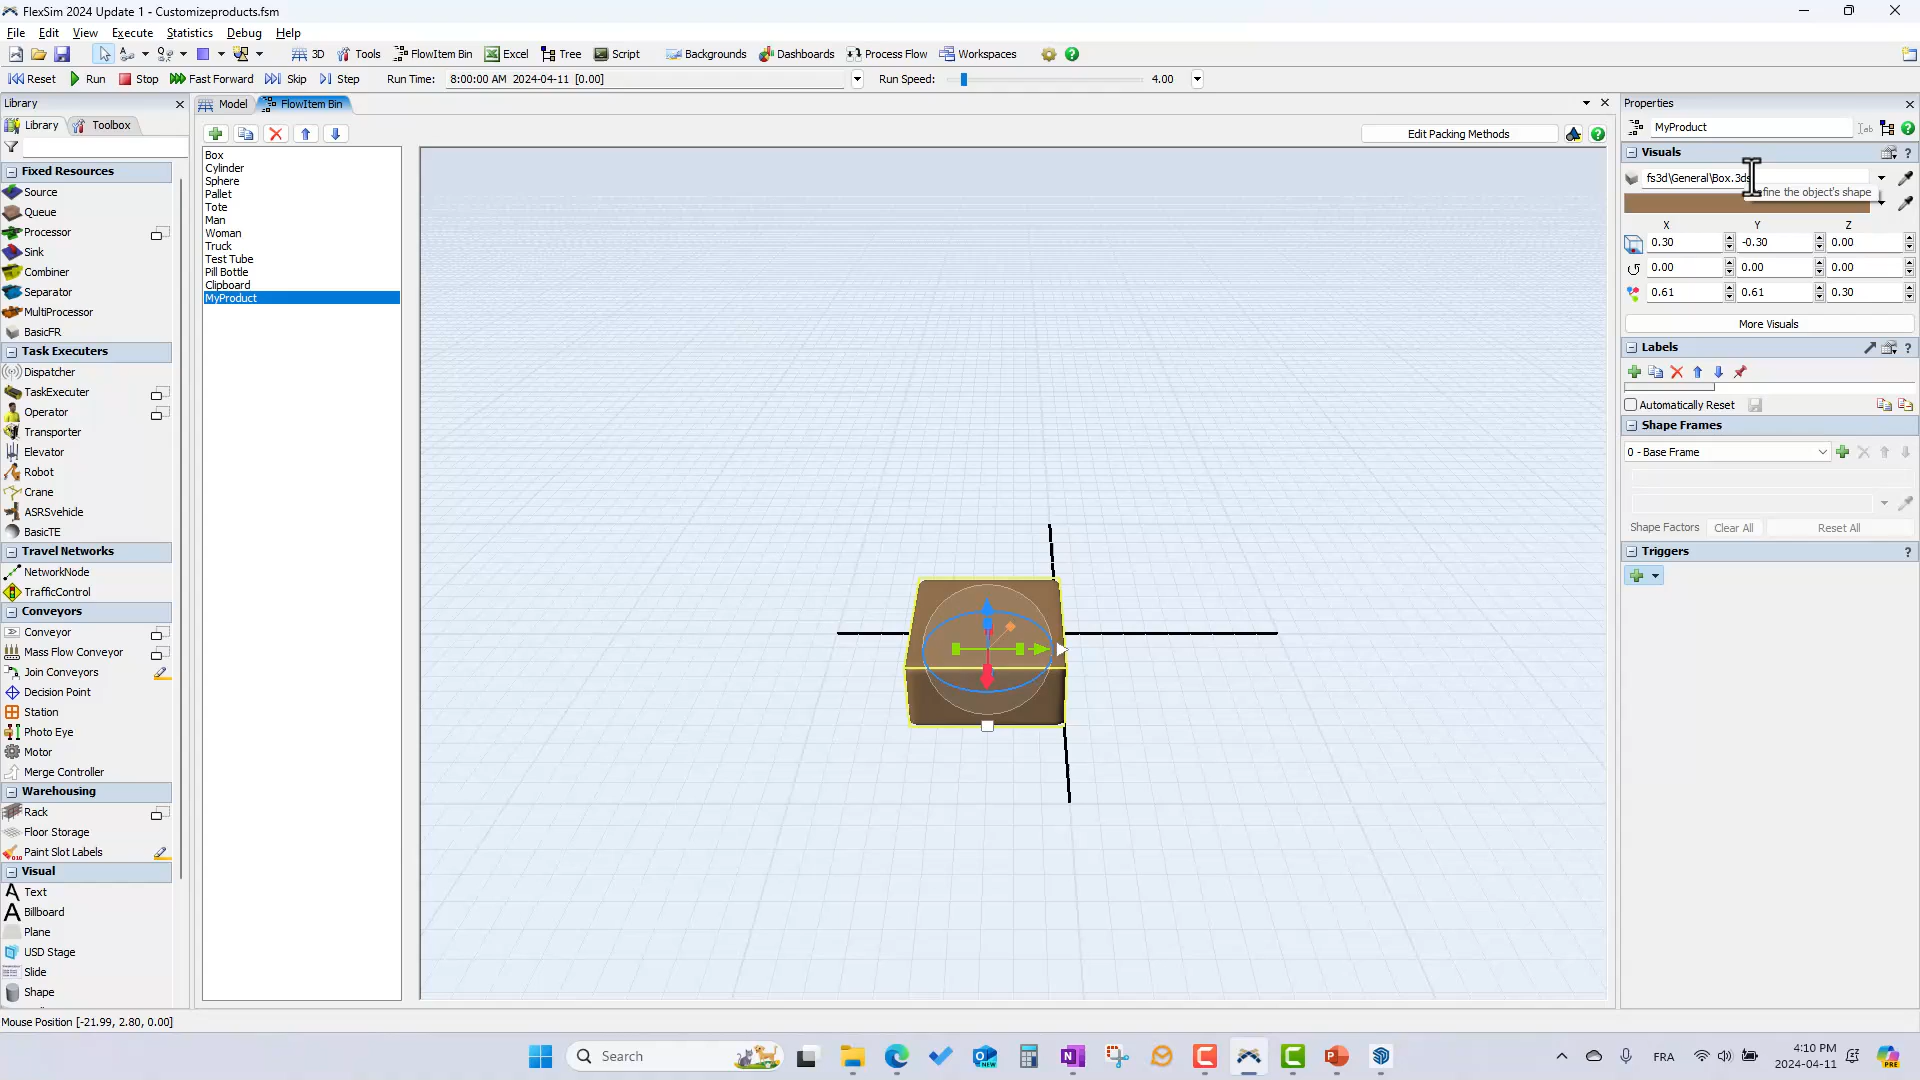 FlexSim 2024 Update 1 - Customizeproducts.fsm
File Edit View Execute Statistics Debug Help
3D Tools FlowItem Bin Excel Tree Script Backgrounds Dashboards Process Flow Workspaces
Reset Run Stop Fast Forward Skip Step Run Time: 8:00:00 AM 2024-04-11 [0.00] Run Speed: 4.00
Library
Library Toolbox
Fixed Resources
Source
Queue
Processor
Sink
Combiner
Separator
MultiProcessor
BasicFR
Task Executers
Dispatcher
TaskExecuter
Operator
Transporter
Elevator
Robot
Crane
ASRSvehicle
BasicTE
Travel Networks
NetworkNode
TrafficControl
Conveyors
Conveyor
Mass Flow Conveyor
Join Conveyors
Decision Point
Station
Photo Eye
Motor
Merge Controller
Warehousing
Rack
Floor Storage
Paint Slot Labels
Visual
Text
Billboard
Plane
USD Stage
Slide
Shape
Model FlowItem Bin
Edit Packing Methods
Box
Cylinder
Sphere
Pallet
Tote
Man
Woman
Truck
Test Tube
Pill Bottle
Clipboard
MyProduct
Properties
MyProduct
Visuals
fs3d\General\Box.3ds
fine the object's shape
X Y Z
0.30 -0.30 0.00
0.00 0.00 0.00
0.61 0.61 0.30
More Visuals
Labels
Automatically Reset
Shape Frames
0 - Base Frame
Shape Factors Clear All Reset All
Triggers
Mouse Position [-21.99, 2.80, 0.00]
Search
FRA
4:10 PM
2024-04-11